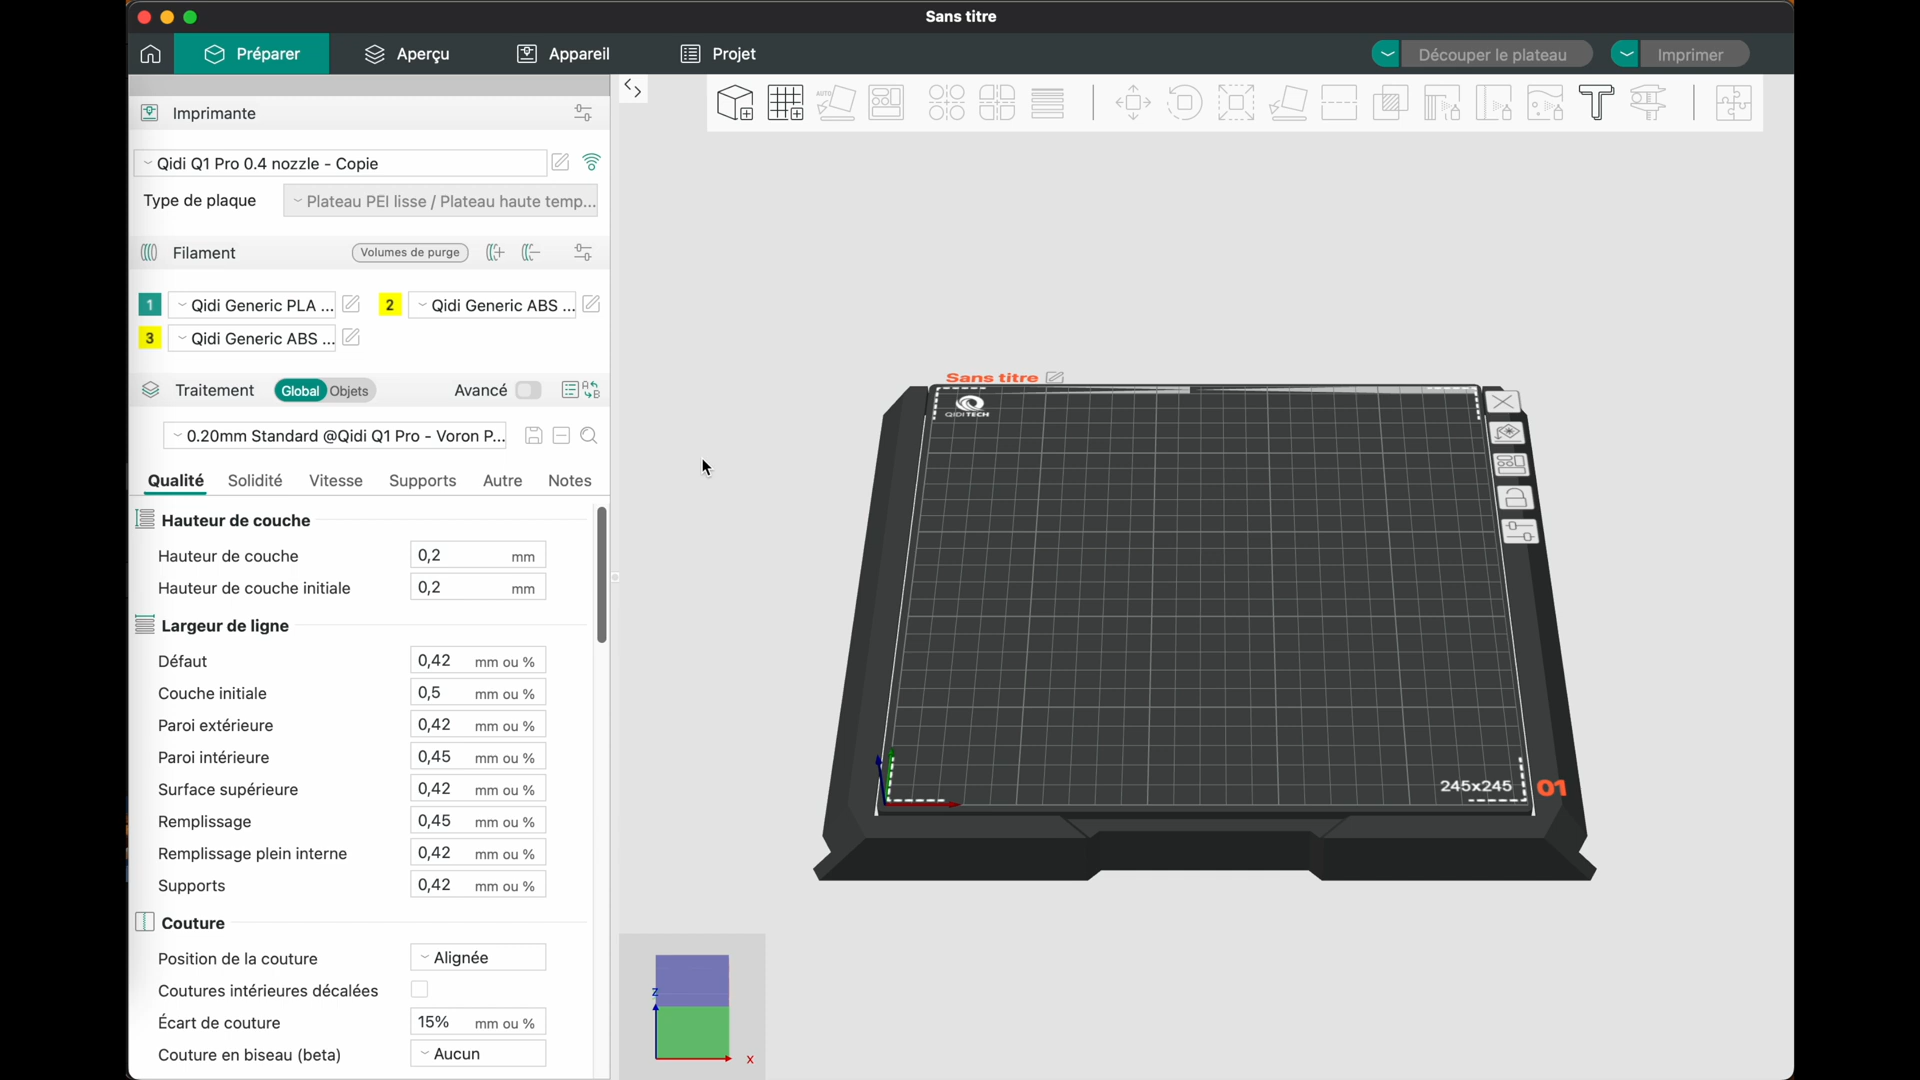 Sans titre
Préparer
Aperçu
Appareil
Projet
Découper le plateau
Imprimer
Imprimante
AUTO
Qidi Q1 Pro 0.4 nozzle - Copie
Type de plaque
Plateau PEI lisse / Plateau haute temp...
Filament
Volumes de purge
1 Qidi Generic PLA ...
2 Qidi Generic ABS ...
3 Qidi Generic ABS ...
Traitement
Global Objets
Avancé
0.20mm Standard @Qidi Q1 Pro - Voron P...
Qualité Solidité Vitesse Supports Autre Notes
Hauteur de couche
Hauteur de couche 0,2 mm
Hauteur de couche initiale 0,2 mm
Largeur de ligne
Défaut 0,42 mm ou %
Couche initiale 0,5 mm ou %
Paroi extérieure 0,42 mm ou %
Paroi intérieure 0,45 mm ou %
Surface supérieure 0,42 mm ou %
Remplissage 0,45 mm ou %
Remplissage plein interne 0,42 mm ou %
Supports 0,42 mm ou %
Couture
Position de la couture Alignée
Coutures intérieures décalées
Écart de couture 15% mm ou %
Couture en biseau (beta) Aucun
Sans titre
QIDI TECH
245x245
01
Z
X